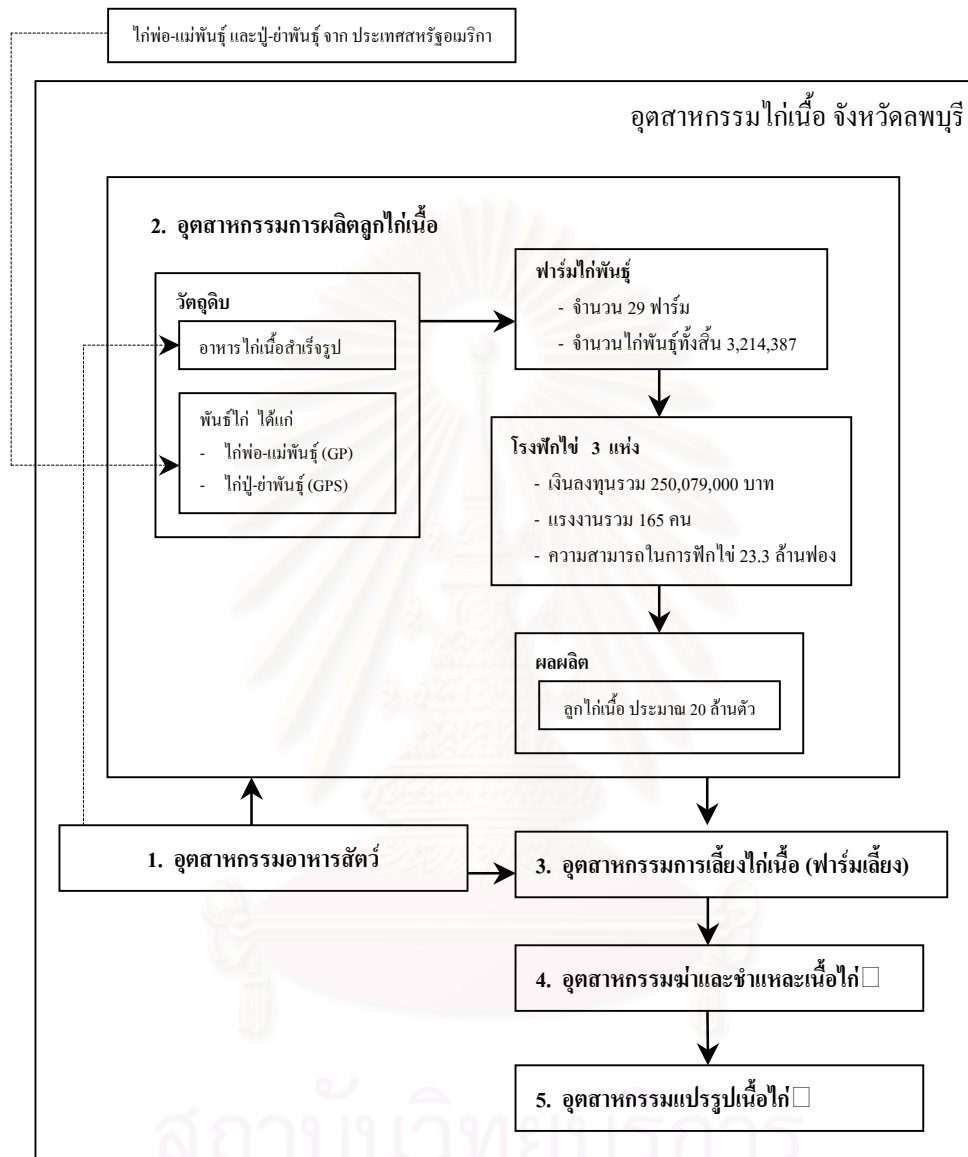 ไก่พ่อ-แม่พันธุ์ และปู่-ย่าพันธุ์ จาก ประเทศสหรัฐอเมริกา
อุตสาหกรรมไก่เนื้อ จังหวัดลพบุรี
2. อุตสาหกรรมการผลิตลูกไก่เนื้อ
วัตถุดิบ
อาหารไก่เนื้อสำเร็จรูป
พันธ์ไก่ ได้แก่
- ไก่พ่อ-แม่พันธุ์ (GP)
- ไก่ปู่-ย่าพันธุ์ (GPS)
ฟาร์มไก่พันธุ์
- จำนวน 29 ฟาร์ม
- จำนวนไก่พันธุ์ทั้งสิ้น 3,214,387
โรงฟักไข่ 3 แห่ง
- เงินลงทุนรวม 250,079,000 บาท
- แรงงานรวม 165 คน
- ความสามารถในการฟักไข่ 23.3 ล้านฟอง
ผลผลิต
ลูกไก่เนื้อ ประมาณ 20 ล้านตัว
1. อุตสาหกรรมอาหารสัตว์
3. อุตสาหกรรมการเลี้ยงไก่เนื้อ (ฟาร์มเลี้ยง)
4. อุตสาหกรรมฆ่าและชำแหละเนื้อไก่□
5. อุตสาหกรรมแปรรูปเนื้อไก่□
สถาบันวิทยบริการ